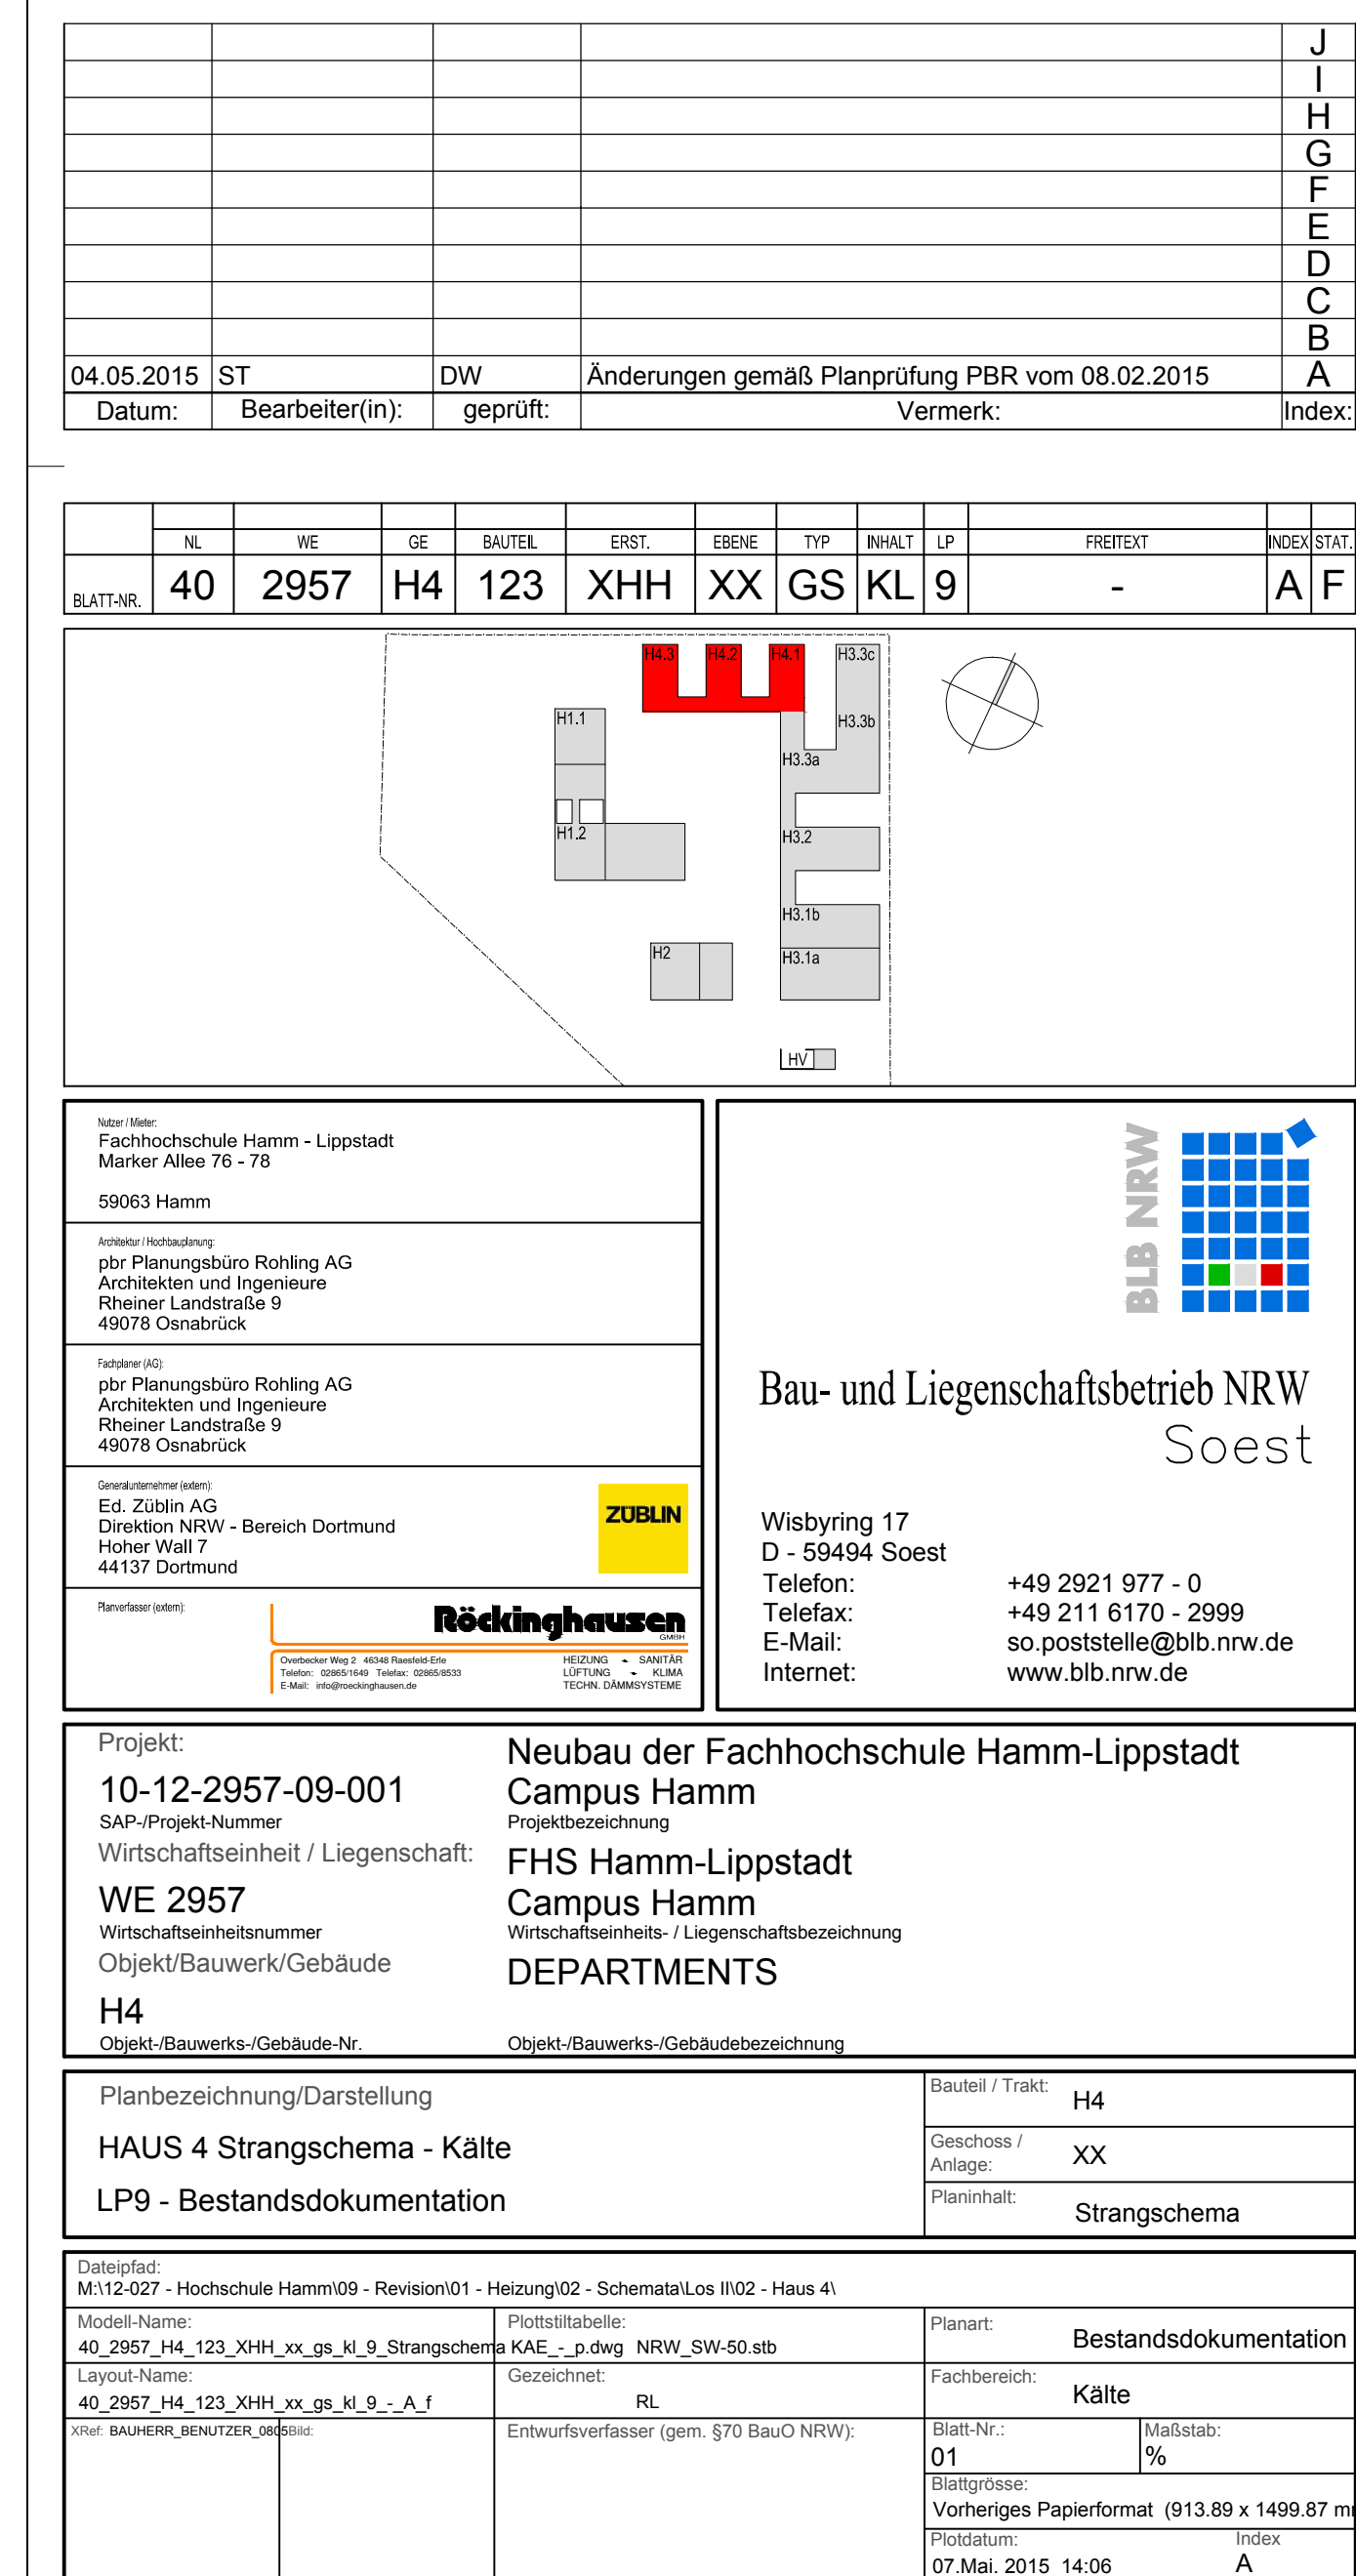 J
I
H
G
F
E
D
C
B
04.05.2015 ST DW Änderungen gemäß Planprüfung PBR vom 08.02.2015 A
Datum: Bearbeiter(in): geprüft: Vermerk: Index:
NL WE GE BAUTEIL ERST. EBENE TYP INHALT LP FREITEXT INDEX STAT.
BLATT-NR. 40 2957 H4 123 XHH XX GS KL 9 - A F
H4.3 H4.2 H4.1 H3.3c
H1.1 H3.3b
H3.3a
H1.2 H3.2
H3.1b
H2 H3.1a
HV
Nutzer / Mieter:
Fachhochschule Hamm - Lippstadt
Marker Allee 76 - 78
59063 Hamm
Architektur / Hochbauplanung:
pbr Planungsbüro Rohling AG
Architekten und Ingenieure
Rheiner Landstraße 9
49078 Osnabrück
Fachplaner (AG):
pbr Planungsbüro Rohling AG
Architekten und Ingenieure
Rheiner Landstraße 9
49078 Osnabrück
Generalunternehmer (extern):
Ed. Züblin AG
Direktion NRW - Bereich Dortmund
Hoher Wall 7
44137 Dortmund
ZÜBLIN
Planverfasser (extern):
Röckinghausen
GMBH
Overbecker Weg 2 46348 Raesfeld-Erle
Telefon: 02865/1649 Telefax: 02865/8533
E-Mail: info@roeckinghausen.de
HEIZUNG SANITÄR
LÜFTUNG KLIMA
TECHN. DÄMMSYSTEME
BLB NRW
Bau- und Liegenschaftsbetrieb NRW
Soest
Wisbyring 17
D - 59494 Soest
Telefon: +49 2921 977 - 0
Telefax: +49 211 6170 - 2999
E-Mail: so.poststelle@blb.nrw.de
Internet: www.blb.nrw.de
Projekt:
10-12-2957-09-001
SAP-/Projekt-Nummer
Neubau der Fachhochschule Hamm-Lippstadt
Campus Hamm
Projektbezeichnung
Wirtschaftseinheit / Liegenschaft:
WE 2957
Wirtschaftseinheitsnummer
FHS Hamm-Lippstadt
Campus Hamm
Wirtschaftseinheits- / Liegenschaftsbezeichnung
Objekt/Bauwerk/Gebäude
H4
Objekt-/Bauwerks-/Gebäude-Nr.
DEPARTMENTS
Objekt-/Bauwerks-/Gebäudebezeichnung
Planbezeichnung/Darstellung
HAUS 4 Strangschema - Kälte
LP9 - Bestandsdokumentation
Bauteil / Trakt: H4
Geschoss /
Anlage: XX
Planinhalt: Strangschema
Dateipfad:
M:\12-027 - Hochschule Hamm\09 - Revision\01 - Heizung\02 - Schemata\Los II\02 - Haus 4\
Modell-Name:
40_2957_H4_123_XHH_xx_gs_kl_9_Strangschema KAE_-_p.dwg
Plottstiltabelle:
NRW_SW-50.stb
Planart: Bestandsdokumentation
Layout-Name:
40_2957_H4_123_XHH_xx_gs_kl_9_-_A_f
Gezeichnet:
RL
Fachbereich: Kälte
XRef: BAUHERR_BENUTZER_0805
Bild:
Entwurfsverfasser (gem. §70 BauO NRW):
Blatt-Nr.:
01
Maßstab:
%
Blattgrösse:
Vorheriges Papierformat (913.89 x 1499.87
Plotdatum:
07.Mai. 2015 14:06
Index
A